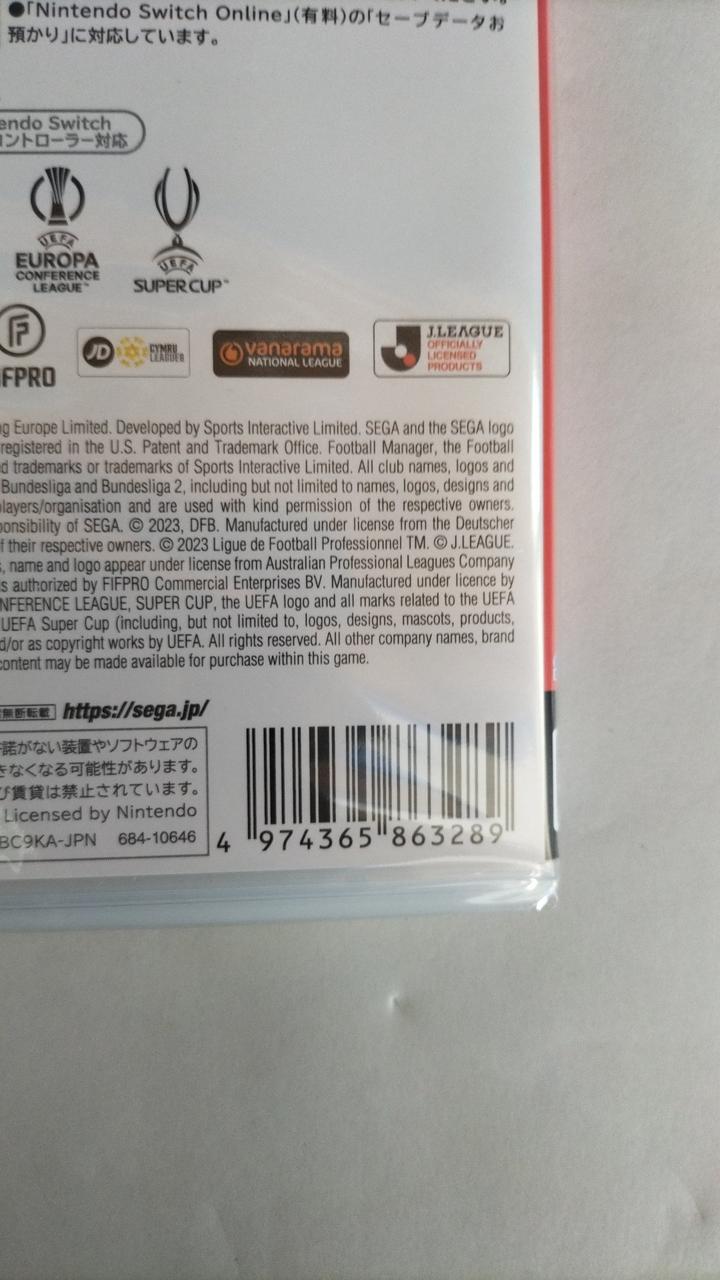 ●「Nintendo Switch Online」(有料)の「セーブデータお
預かり」に対応しています。
endo Switch
コントローラー対応
UEFA
EUROPA
CONFERENCE
LEAGUE™
UEFA
SUPER CUP™
FPRO
JD
CYMRU
LEAGUES
vanarama
NATIONAL LEAGUE
J.LEAGUE
OFFICIALLY
LICENSED
PRODUCTS
g Europe Limited. Developed by Sports Interactive Limited. SEGA and the SEGA logo
registered in the U.S. Patent and Trademark Office. Football Manager, the Football
d trademarks or trademarks of Sports Interactive Limited. All club names, logos and
Bundesliga and Bundesliga 2, including but not limited to names, logos, designs and
layers/organisation and are used with kind permission of the respective owners.
onsibility of SEGA. © 2023, DFB. Manufactured under license from the Deutscher
f their respective owners. © 2023 Ligue de Football Professionnel TM. © J.LEAGUE.
, name and logo appear under license from Australian Professional Leagues Company
is authorized by FIFPRO Commercial Enterprises BV. Manufactured under licence by
NFERENCE LEAGUE, SUPER CUP, the UEFA logo and all marks related to the UEFA
UEFA Super Cup (including, but not limited to, logos, designs, mascots, products,
d/or as copyright works by UEFA. All rights reserved. All other company names, brand
content may be made available for purchase within this game.
無断転載 https://sega.jp/
諾がない装置やソフトウェアの
きなくなる可能性があります。
び賃貸は禁止されています。
Licensed by Nintendo
BC9KA-JPN 684-10646
4 974365 863289